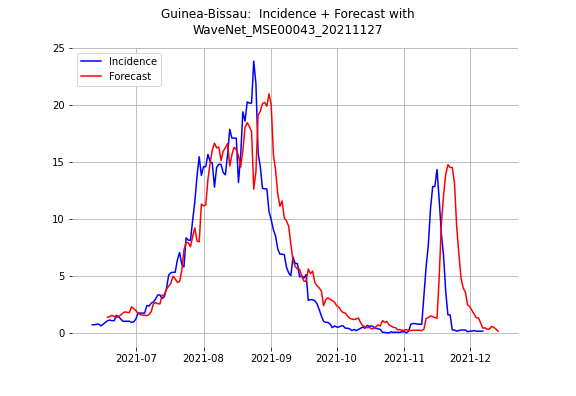 Guinea-Bissau:  Incidence + Forecast with
WaveNet_MSE00043_20211127
25
20
15
10
5
0
Incidence
Forecast
2021-07 2021-08 2021-09 2021-10 2021-11 2021-12